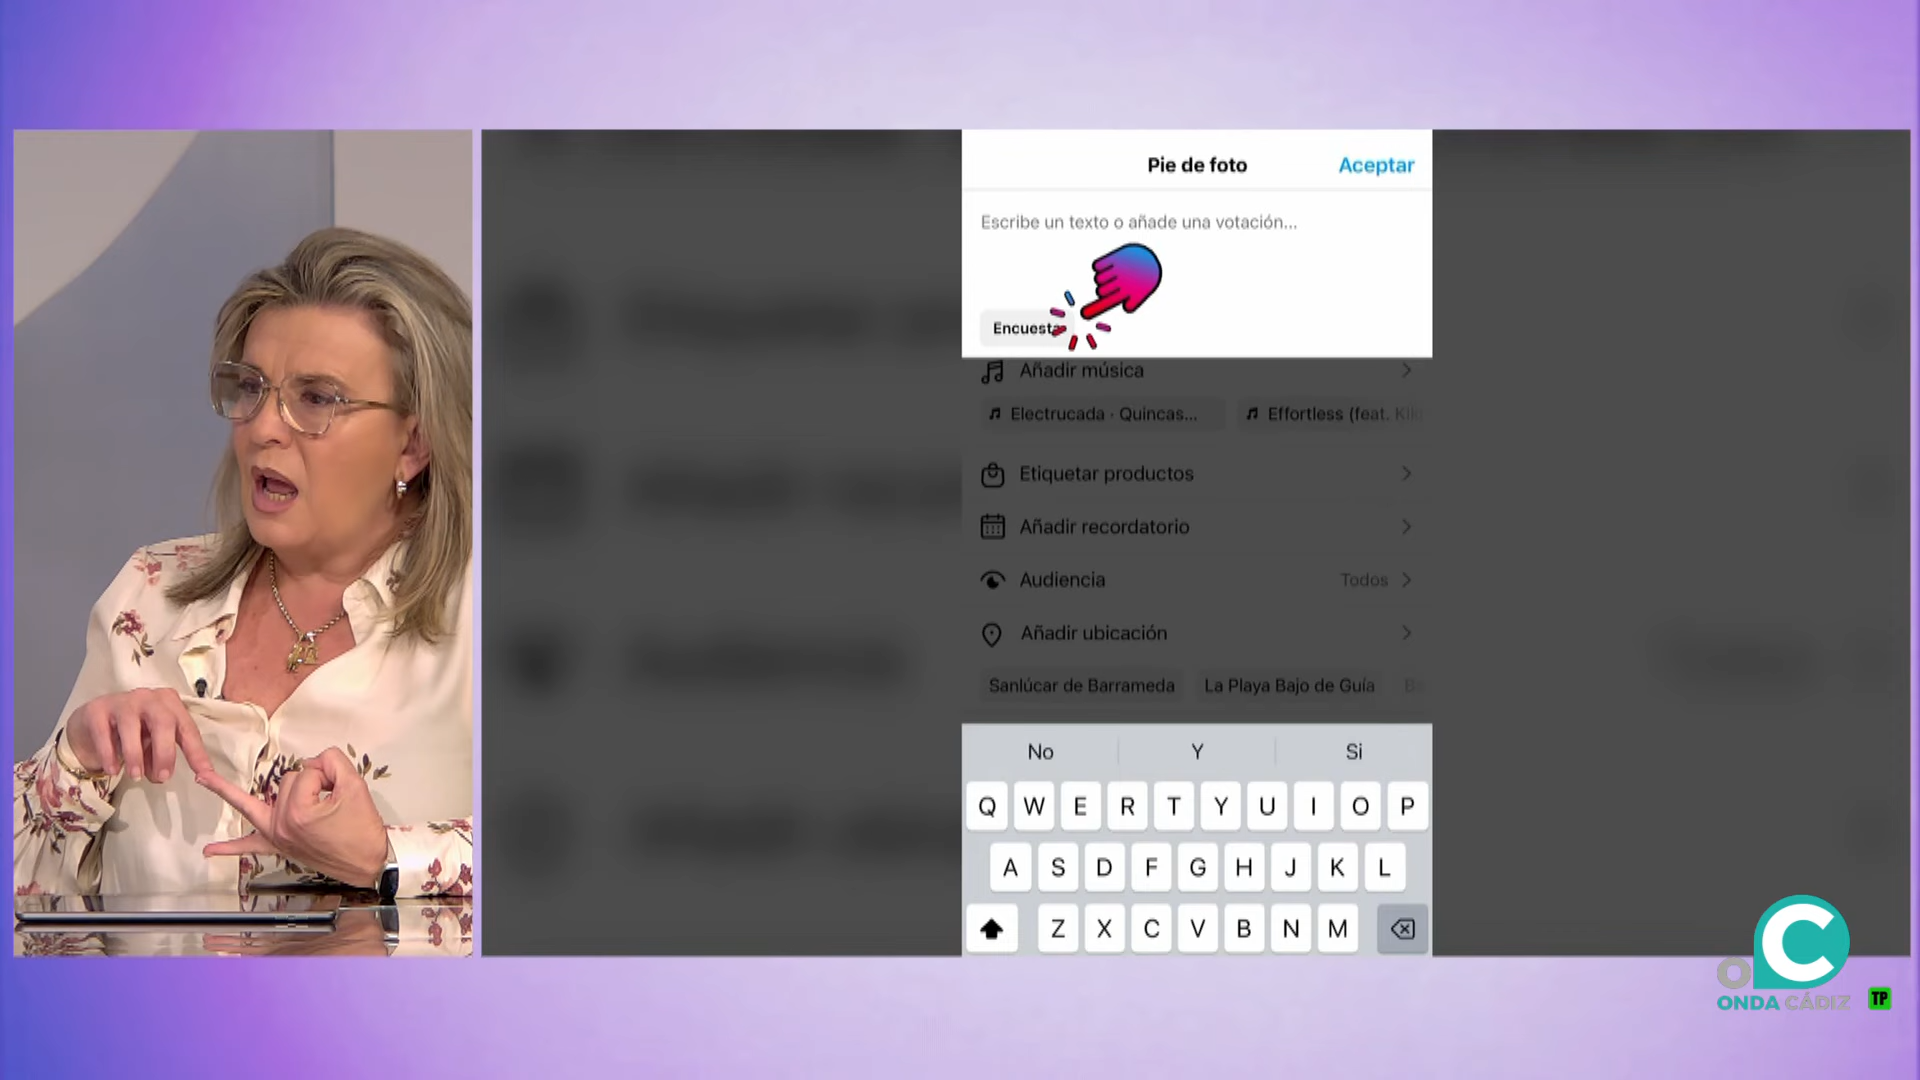 Pie de foto
Aceptar
Escribe un texto o añade una votación...
Encuesta
Añadir música
Electrucada · Quincas...
Effortless (feat. Kiki
Etiquetar productos
Añadir recordatorio
Audiencia
Todos
Añadir ubicación
Sanlúcar de Barrameda
La Playa Bajo de Guía
No
Y
Si
Q W E R T Y U I O P
A S D F G H J K L
Z X C V B N M
ONDA CÁDIZ
TP